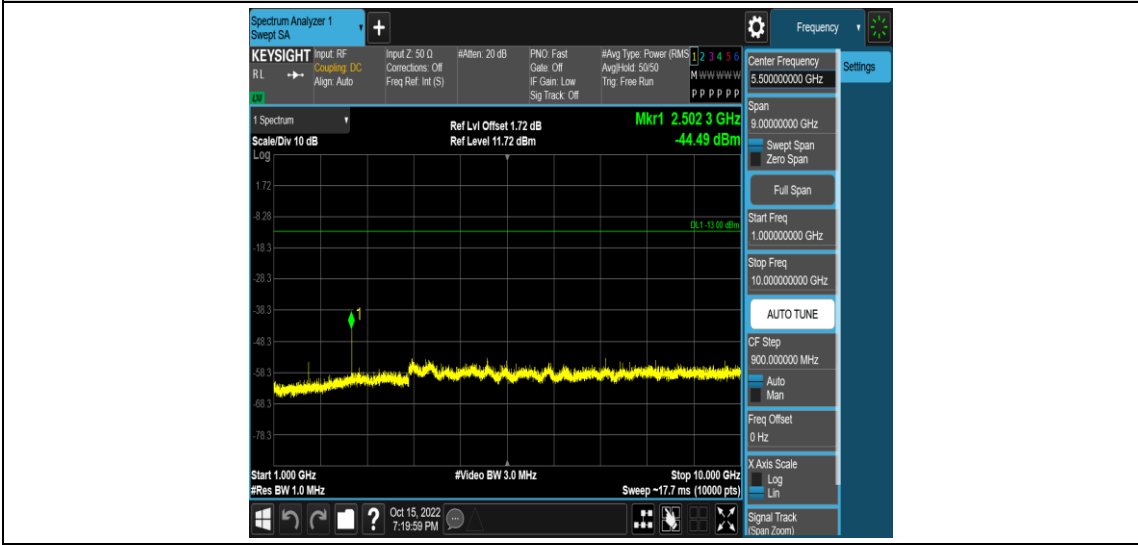 Spectrum Analyzer 1
Swept SA
+
Frequency
KEYSIGHT
RL
LXI
Input: RF
Coupling: DC
Align: Auto
Input Z: 50 Ω
Corrections: Off
Freq Ref: Int (S)
#Atten: 20 dB
PNO: Fast
Gate: Off
IF Gain: Low
Sig Track: Off
#Avg Type: Power (RMS
Avg|Hold: 50/50
Trig: Free Run
1 2 3 4 5 6
M W W W W W
P P P P P P
1 Spectrum
Scale/Div 10 dB
Log
Ref Lvl Offset 1.72 dB
Ref Level 11.72 dBm
Mkr1 2.502 3 GHz
-44.49 dBm
1.72
-8.28
DL1 -13.00 dBm
-18.3
-28.3
-38.3
1
-48.3
-58.3
-68.3
-78.3
Start 1.000 GHz
#Res BW 1.0 MHz
#Video BW 3.0 MHz
Stop 10.000 GHz
Sweep ~17.7 ms (10000 pts)
?
Oct 15, 2022
7:19:59 PM
Center Frequency
5.500000000 GHz
Settings
Span
9.00000000 GHz
Swept Span
Zero Span
Full Span
Start Freq
1.000000000 GHz
Stop Freq
10.000000000 GHz
AUTO TUNE
CF Step
900.000000 MHz
Auto
Man
Freq Offset
0 Hz
X Axis Scale
Log
Lin
Signal Track
(Span Zoom)